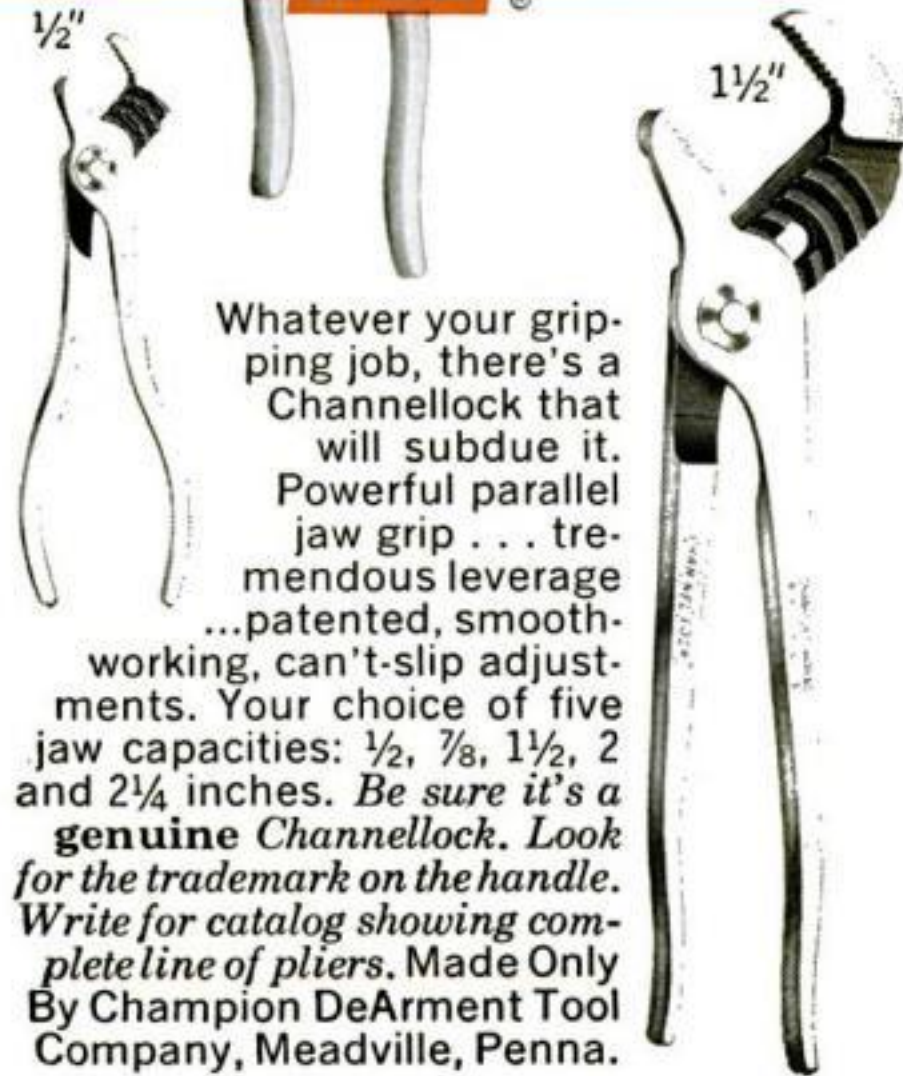 ®
½"
1½"
Whatever your grip-
ping job, there's a
Channellock that
will subdue it.
Powerful parallel
jaw grip . . . tre-
mendous leverage
...patented, smooth-
working, can't-slip adjust-
ments. Your choice of five
jaw capacities: ½, ⅞, 1½, 2
and 2¼ inches. Be sure it's a
genuine Channellock. Look
for the trademark on the handle.
Write for catalog showing com-
plete line of pliers. Made Only
By Champion DeArment Tool
Company, Meadville, Penna.